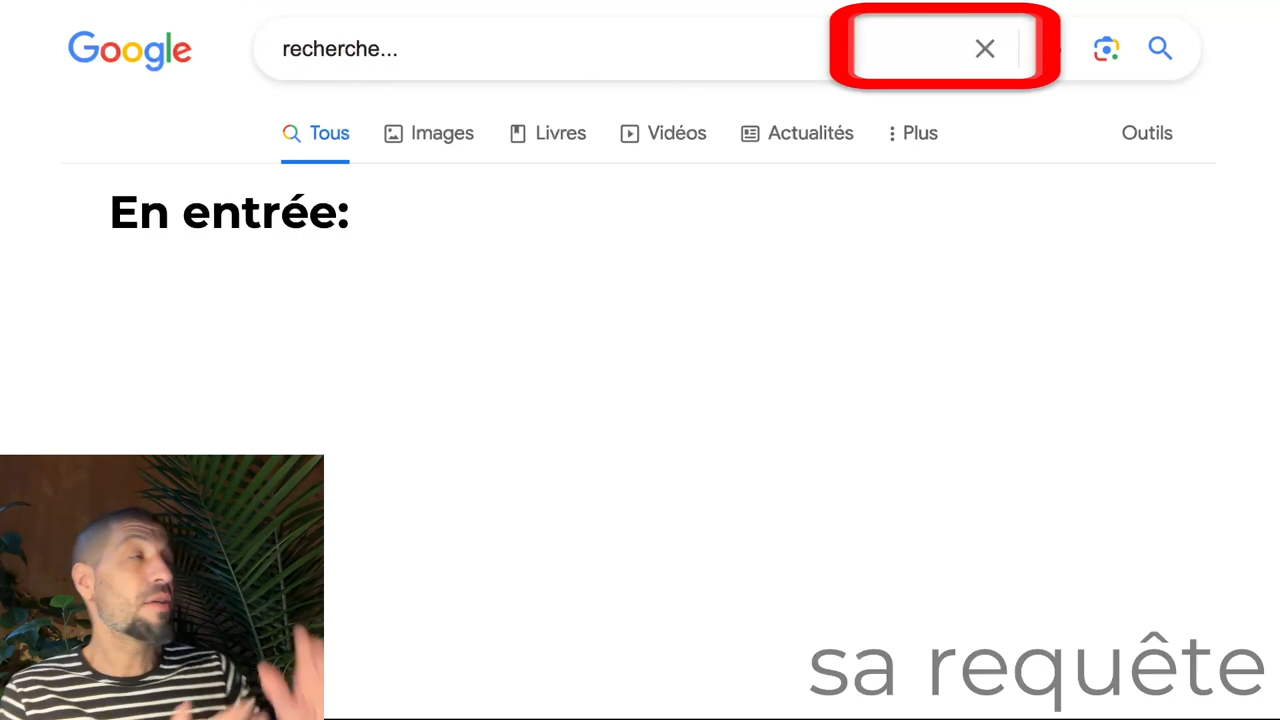 Google
recherche...
Tous Images Livres Vidéos Actualités Plus Outils
En entrée:
sa requête